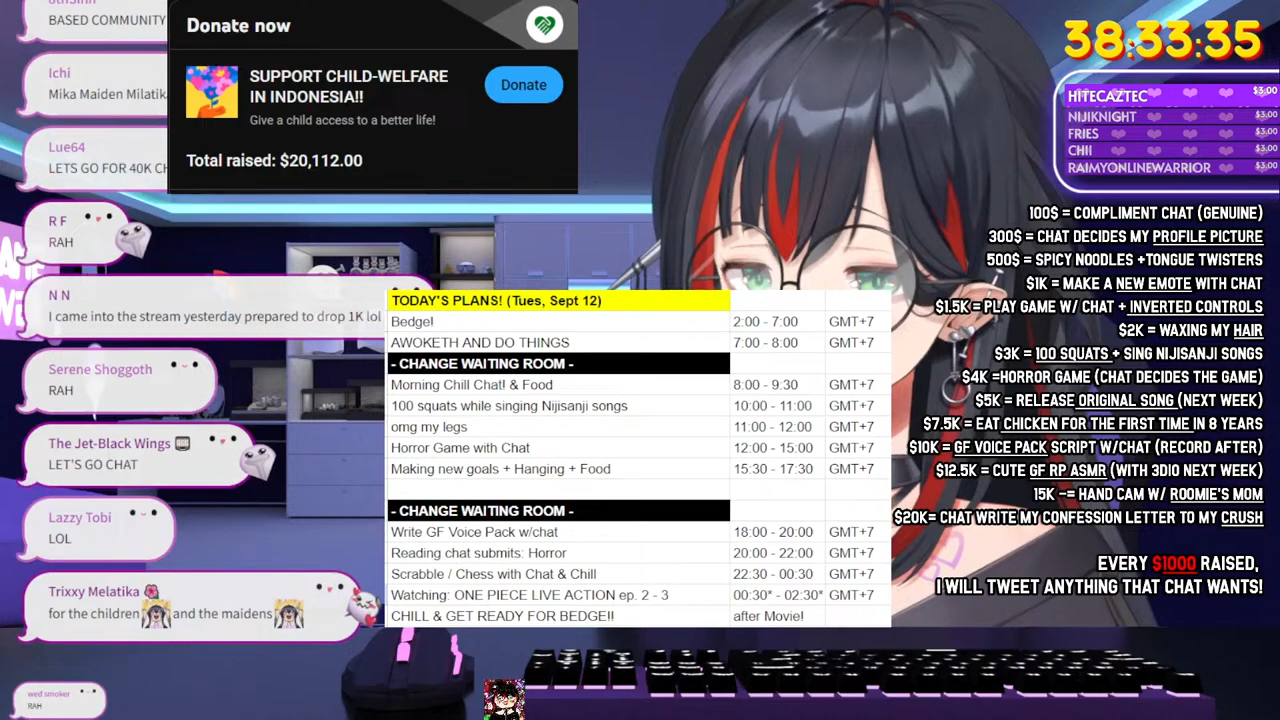 BASED COMMUNITY
Ichi
Mika Maiden Milatik
Lue64
LETS GO FOR 40K CH
R F
RAH
N N
I came into the stream yesterday prepared to drop 1K lol
Serene Shoggoth
RAH
The Jet-Black Wings
LET'S GO CHAT
Lazzy Tobi
LOL
Trixxy Melatika
for the children and the maidens
wed smoker
RAH
Donate now
SUPPORT CHILD-WELFARE
IN INDONESIA!!
Donate
Give a child access to a better life!
Total raised: $20,112.00
TODAY'S PLANS! (Tues, Sept 12)
Bedge! 2:00 - 7:00 GMT+7
AWOKETH AND DO THINGS 7:00 - 8:00 GMT+7
- CHANGE WAITING ROOM -
Morning Chill Chat! & Food 8:00 - 9:30 GMT+7
100 squats while singing Nijisanji songs 10:00 - 11:00 GMT+7
omg my legs 11:00 - 12:00 GMT+7
Horror Game with Chat 12:00 - 15:00 GMT+7
Making new goals + Hanging + Food 15:30 - 17:30 GMT+7
- CHANGE WAITING ROOM -
Write GF Voice Pack w/chat 18:00 - 20:00 GMT+7
Reading chat submits: Horror 20:00 - 22:00 GMT+7
Scrabble / Chess with Chat & Chill 22:30 - 00:30 GMT+7
Watching: ONE PIECE LIVE ACTION ep. 2 - 3 00:30* - 02:30* GMT+7
CHILL & GET READY FOR BEDGE!! after Movie!
38:33:35
HITECAZTEC $3.00
NIJIKNIGHT $3.00
FRIES $3.00
CHII $3.00
RAIMYONLINEWARRIOR $3.00
100$ = COMPLIMENT CHAT (GENUINE)
300$ = CHAT DECIDES MY PROFILE PICTURE
500$ = SPICY NOODLES +TONGUE TWISTERS
$1K = MAKE A NEW EMOTE WITH CHAT
$1.5K = PLAY GAME W/ CHAT + INVERTED CONTROLS
$2K = WAXING MY HAIR
$3K = 100 SQUATS + SING NIJISANJI SONGS
$4K =HORROR GAME (CHAT DECIDES THE GAME)
$5K = RELEASE ORIGINAL SONG (NEXT WEEK)
$7.5K = EAT CHICKEN FOR THE FIRST TIME IN 8 YEARS
$10K = GF VOICE PACK SCRIPT W/CHAT (RECORD AFTER)
$12.5K = CUTE GF RP ASMR (WITH 3DIO NEXT WEEK)
15K -= HAND CAM W/ ROOMIE'S MOM
$20K= CHAT WRITE MY CONFESSION LETTER TO MY CRUSH
EVERY $1000 RAISED,
I WILL TWEET ANYTHING THAT CHAT WANTS!